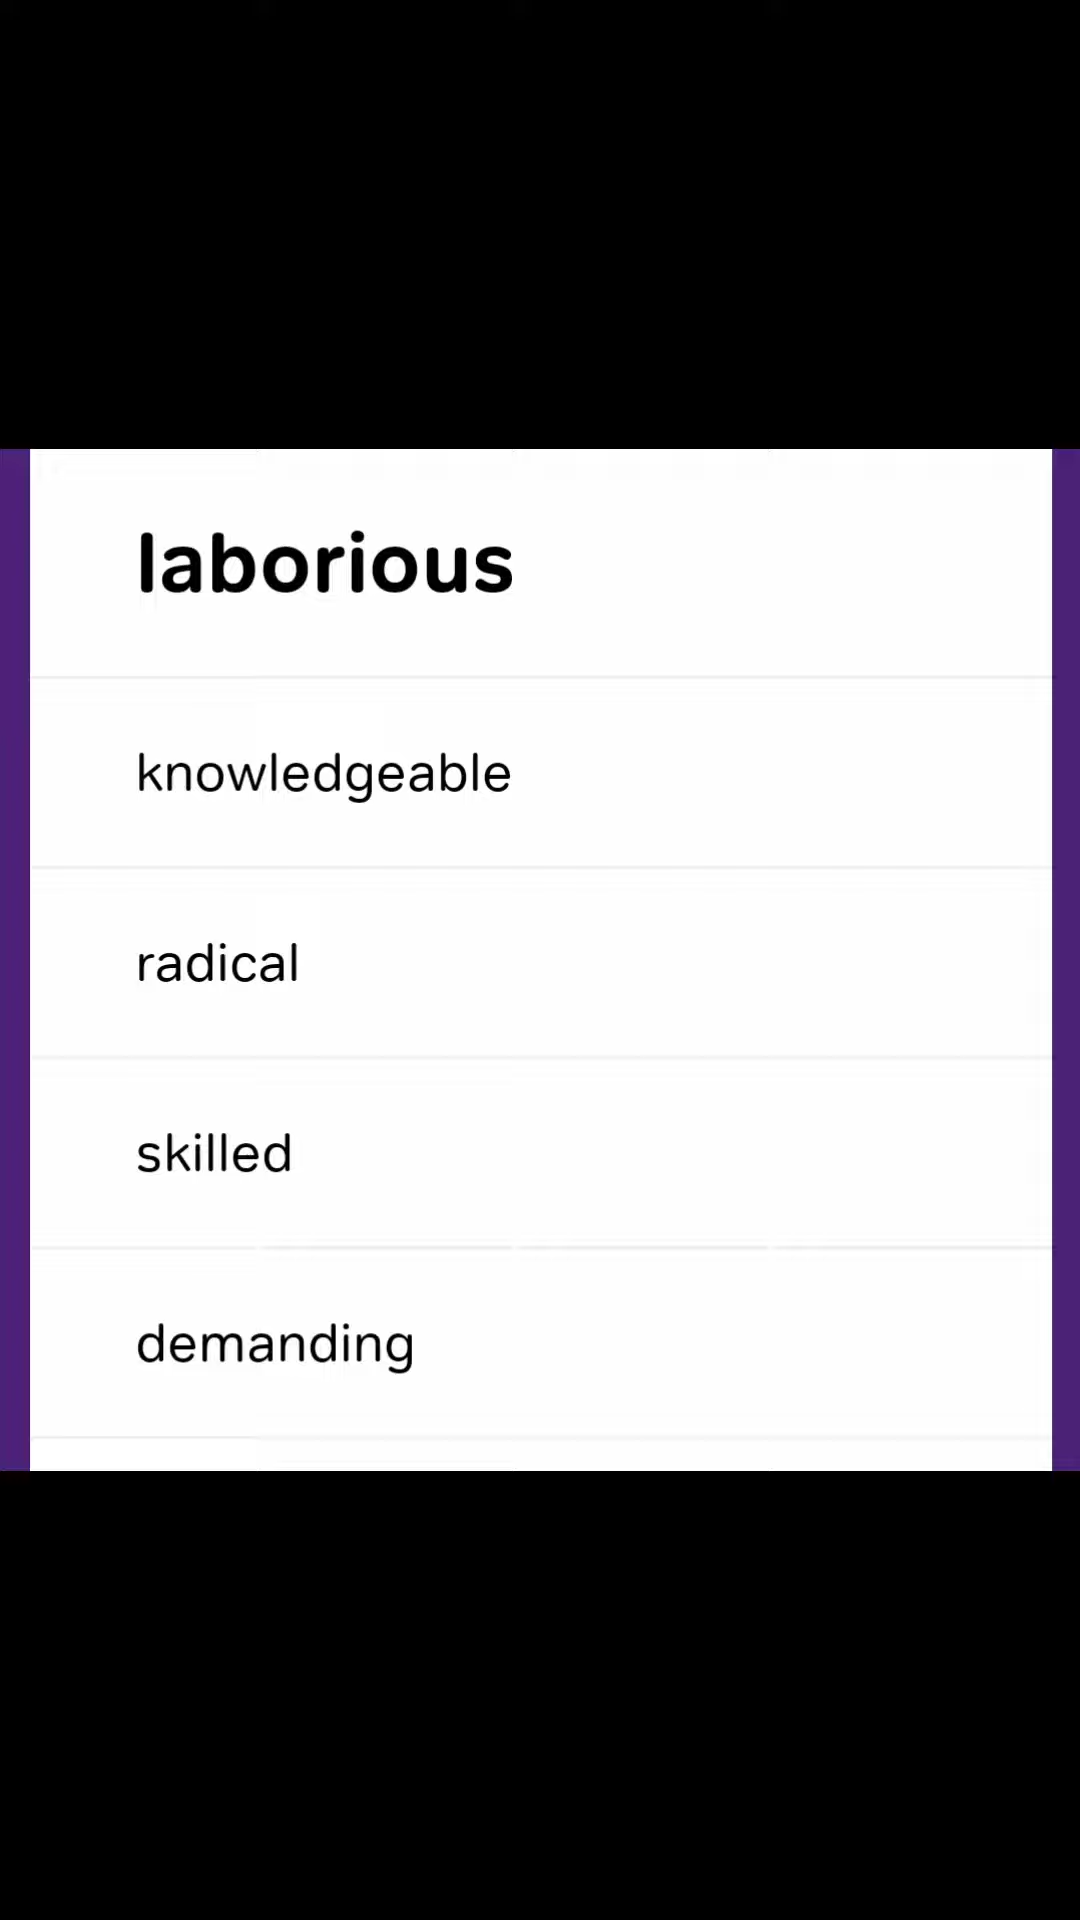 laborious
knowledgeable
radical
skilled
demanding